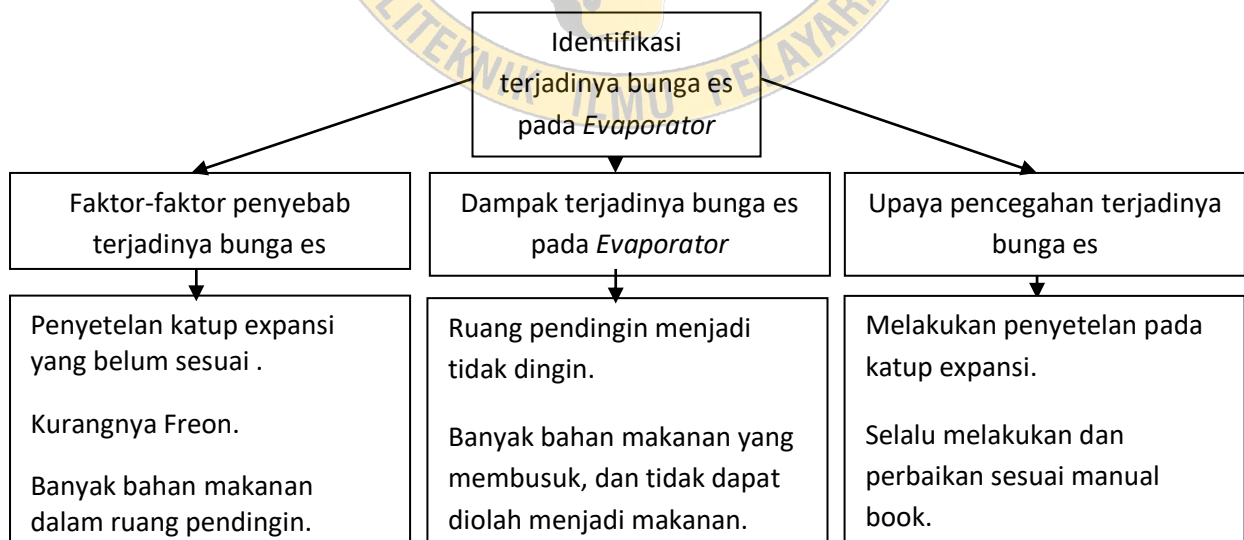 LITEKNIK ILMU PELAYAR
Identifikasi
terjadinya bunga es
pada Evaporator
Faktor-faktor penyebab
terjadinya bunga es
Dampak terjadinya bunga es
pada Evaporator
Upaya pencegahan terjadinya
bunga es
Penyetelan katup expansi
yang belum sesuai .
Kurangnya Freon.
Banyak bahan makanan
dalam ruang pendingin.
Ruang pendingin menjadi
tidak dingin.
Banyak bahan makanan yang
membusuk, dan tidak dapat
diolah menjadi makanan.
Melakukan penyetelan pada
katup expansi.
Selalu melakukan dan
perbaikan sesuai manual
book.